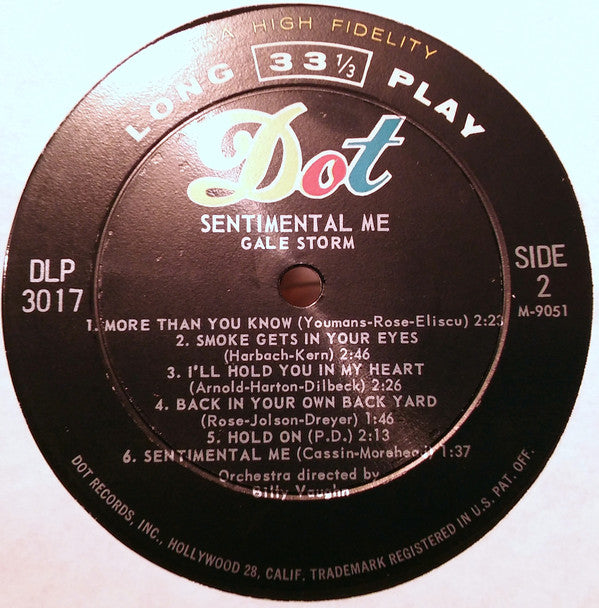 RA HIGH FIDELITY
LONG 33 1/3 PLAY
Dot
SENTIMENTAL ME
GALE STORM
DLP
3017
SIDE
2
M-9051
1. MORE THAN YOU KNOW (Youmans-Rose-Eliscu) 2:23
2. SMOKE GETS IN YOUR EYES
(Harbach-Kern) 2:46
3. I'LL HOLD YOU IN MY HEART
(Arnold-Harton-Dilbeck) 2:26
4. BACK IN YOUR OWN BACK YARD
(Rose-Jolson-Dreyer) 1:46
5. HOLD ON (P.D.) 2:13
6. SENTIMENTAL ME (Cassin-Morehead) 1:37
Orchestra directed by
Billy Vaughn
DOT RECORDS, INC., HOLLYWOOD 28, CALIF. TRADEMARK REGISTERED IN U.S. PAT. OFF.